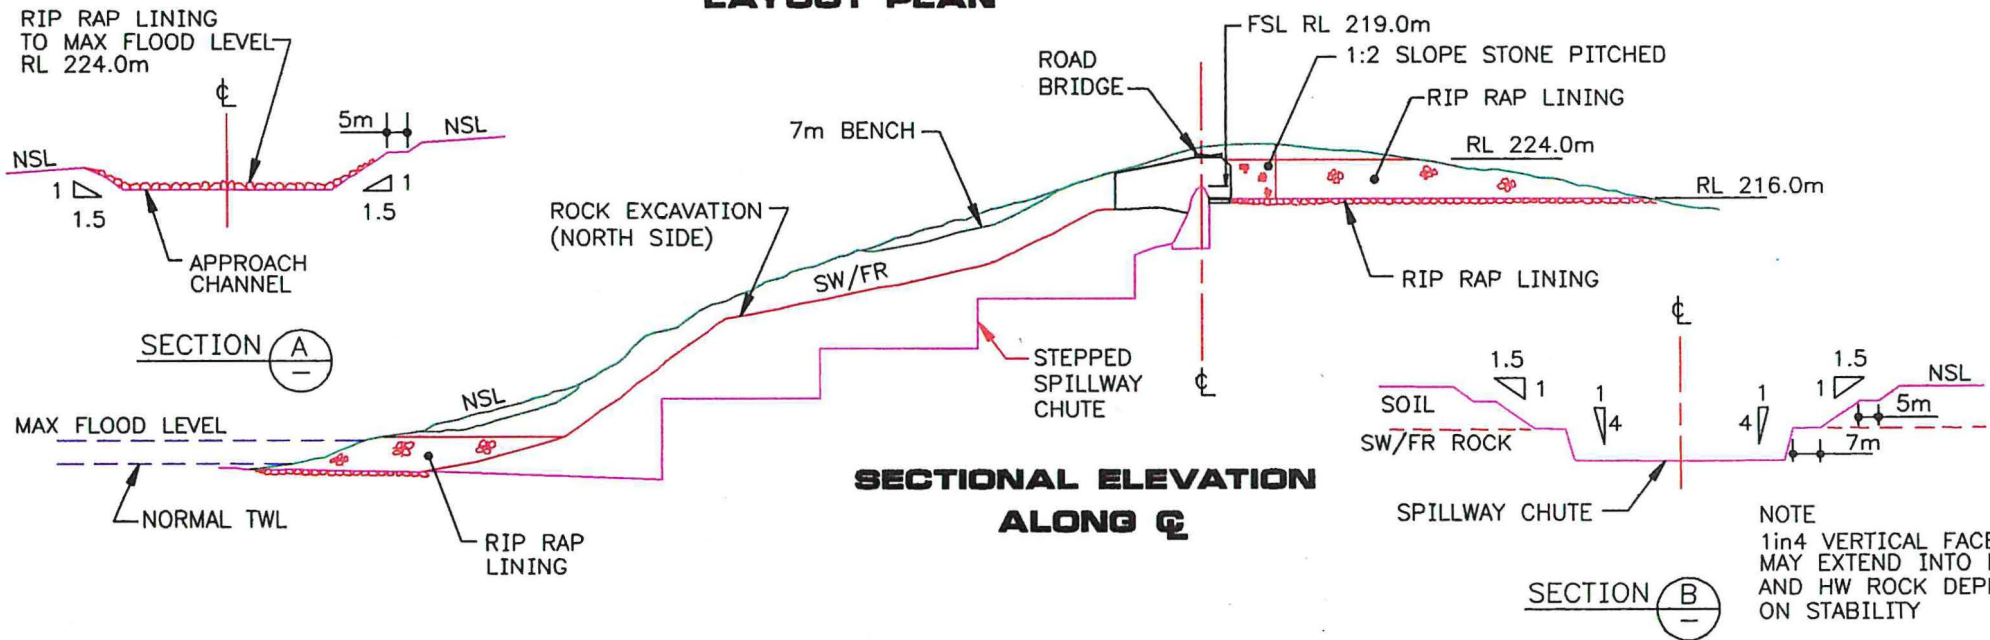 LAYOUT PLAN
RIP RAP LINING
TO MAX FLOOD LEVEL
RL 224.0m
℄
5m
NSL
NSL
1
1.5
1
1.5
APPROACH
CHANNEL
SECTION A
–
FSL RL 219.0m
ROAD
BRIDGE
1:2 SLOPE STONE PITCHED
RIP RAP LINING
7m BENCH
RL 224.0m
RL 216.0m
ROCK EXCAVATION
(NORTH SIDE)
SW/FR
RIP RAP LINING
STEPPED
SPILLWAY
CHUTE
℄
NSL
MAX FLOOD LEVEL
NORMAL TWL
RIP RAP
LINING
SECTIONAL ELEVATION
ALONG ℄
℄
1.5
1
1
4
1
4
1.5
1
NSL
SOIL
5m
SW/FR ROCK
7m
SPILLWAY CHUTE
NOTE
1in4 VERTICAL FACE
MAY EXTEND INTO
AND HW ROCK
ON STABILITY
SECTION B
–